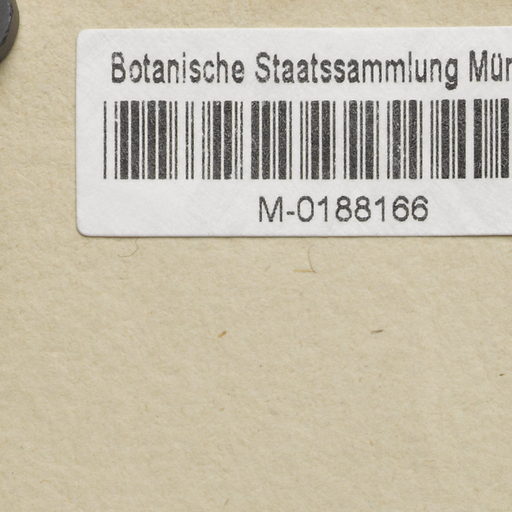 Botanische Staatssammlung Mün
M-0188166